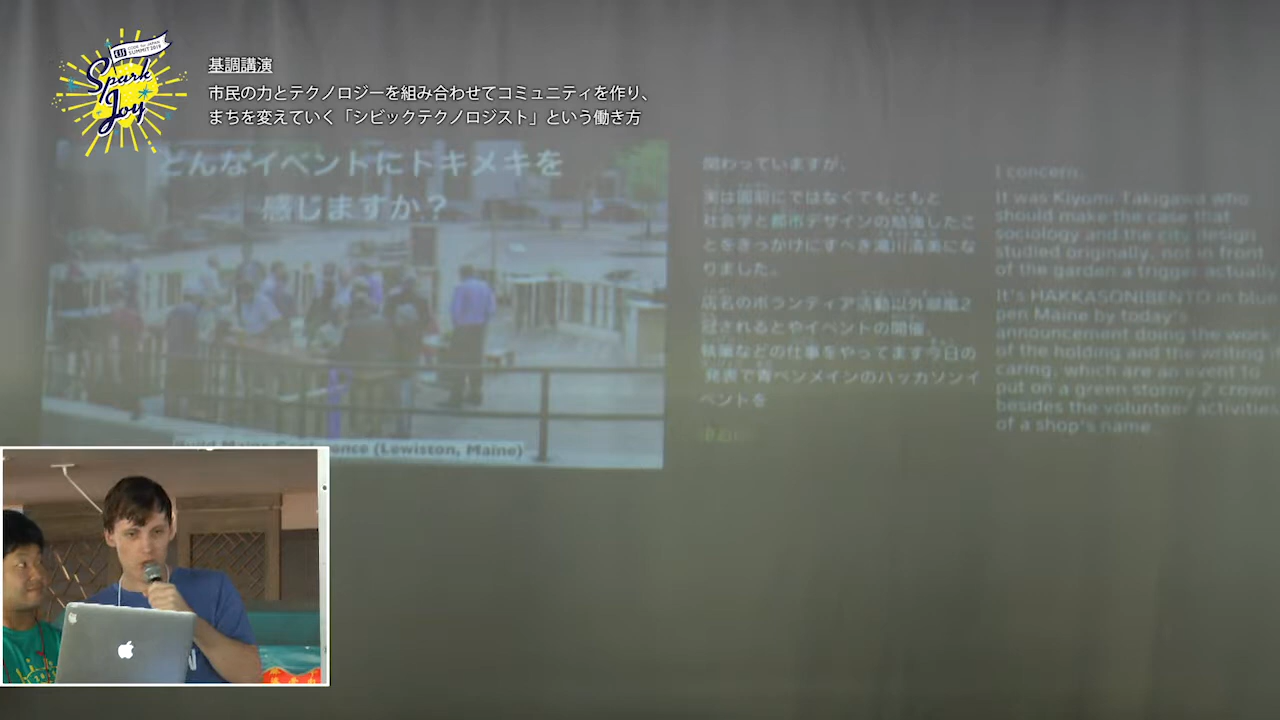 CODE for JAPAN
SUMMIT 2019
Spark
Joy
基調講演
市民の力とテクノロジーを組み合わせてコミュニティを作り、
まちを変えていく「シビックテクノロジスト」という働き方
どんなイベントにトキメキを
感じますか？
Build Maine Conference (Lewiston, Maine)
関わっていますが、
実は園前にではなくてもともと
社会学と都市デザインの勉強したこ
とをきっかけにすべき瀧川清美にな
りました。
店名のボランティア活動以外翠嵐2
冠されるとやイベントの開催、
執筆などの仕事をやってます今日の
発表で青ペンメインのハッカソンイ
ベントを
I concern.
It was Kiyomi Takigawa who
should make the case that
sociology and the city design
studied originally, not in front
of the garden a trigger actually
It's HAKKASONIBENTO in blue
pen Maine by today's
announcement doing the work
of the holding and the writing
caring, which are an event to
put on a green stormy 2 crown
besides the volunteer activities
of a shop's name